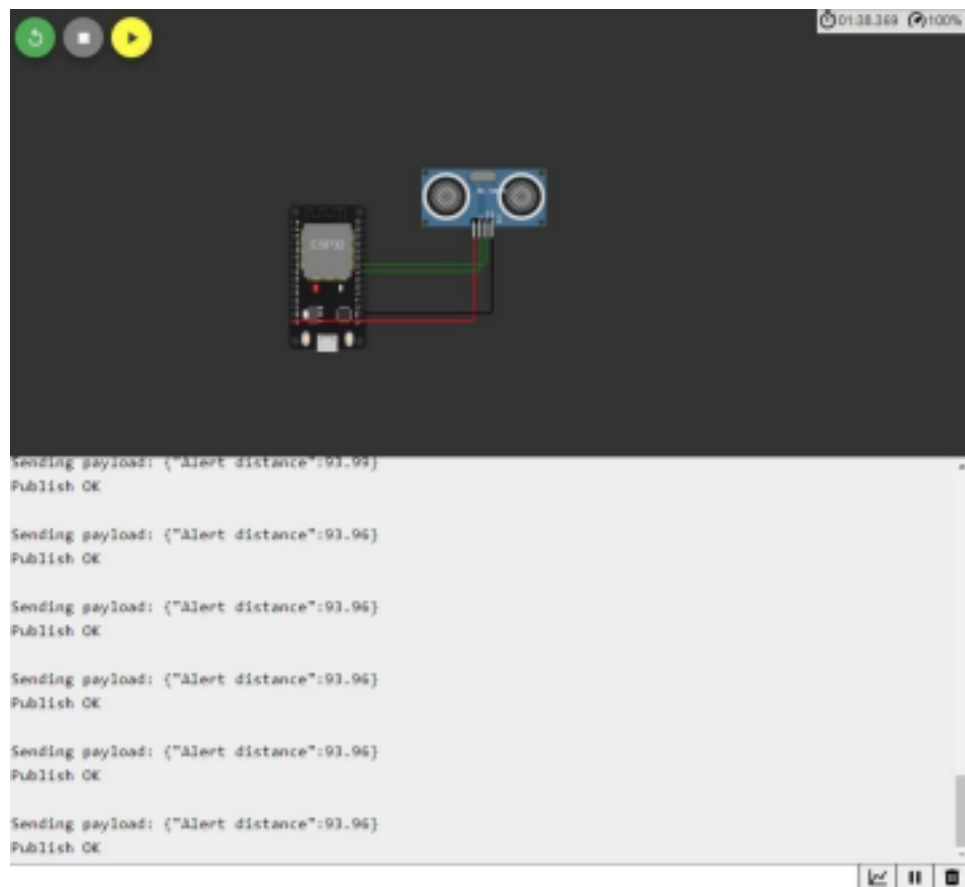 01:38.369 100%
ESP32
Sending payload: {"Alert distance":93.99}
Publish OK
Sending payload: {"Alert distance":93.96}
Publish OK
Sending payload: {"Alert distance":93.96}
Publish OK
Sending payload: {"Alert distance":93.96}
Publish OK
Sending payload: {"Alert distance":93.96}
Publish OK
Sending payload: {"Alert distance":93.96}
Publish OK